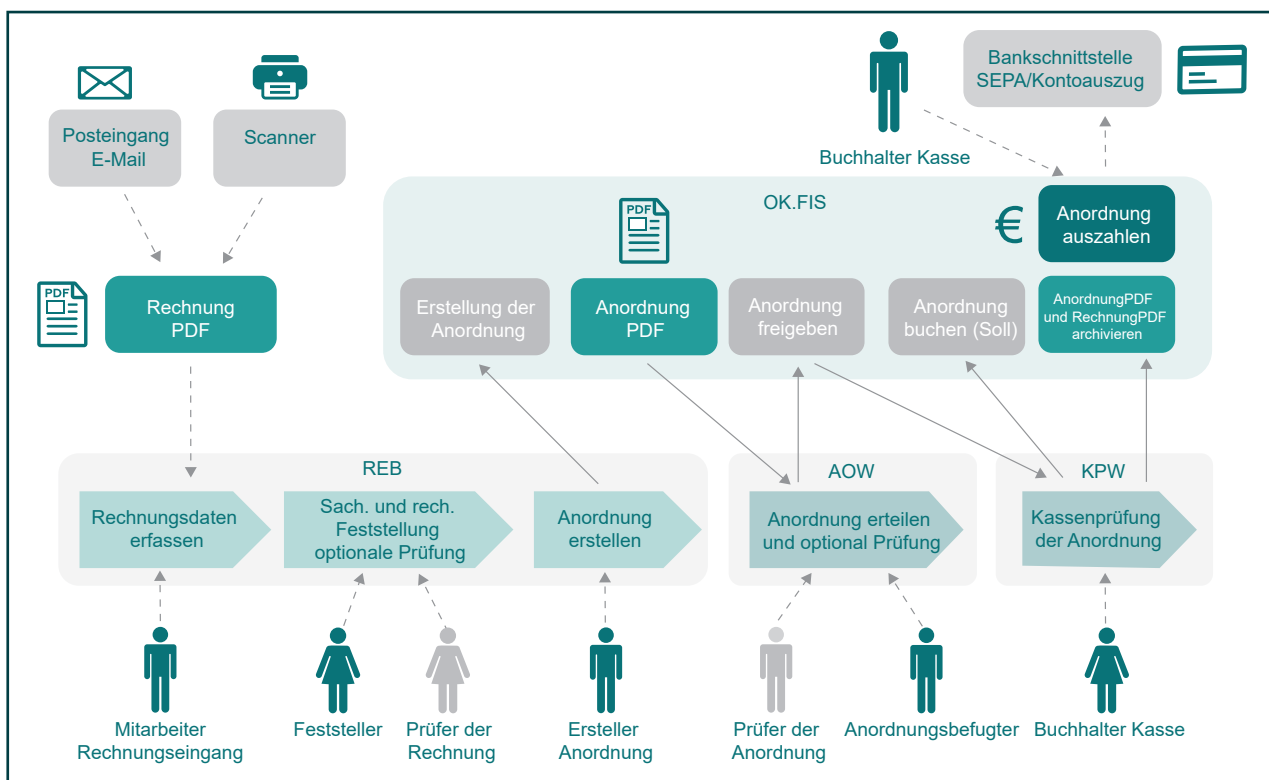 Bankschnittstelle
SEPA/Kontoauszug
Posteingang
E-Mail
Scanner
Buchhalter Kasse
OK.FIS
€
Anordnung
auszahlen
PDF
PDF
Rechnung
PDF
Erstellung der
Anordnung
Anordnung
PDF
Anordnung
freigeben
Anordnung
buchen (Soll)
AnordnungPDF
und RechnungPDF
archivieren
REB
AOW
KPW
Rechnungsdaten
erfassen
Sach. und rech.
Feststellung
optionale Prüfung
Anordnung
erstellen
Anordnung erteilen
und optional Prüfung
Kassenprüfung
der Anordnung
Mitarbeiter
Rechnungseingang
Feststeller
Prüfer der
Rechnung
Ersteller
Anordnung
Prüfer der
Anordnung
Anordnungsbefugter
Buchhalter Kasse